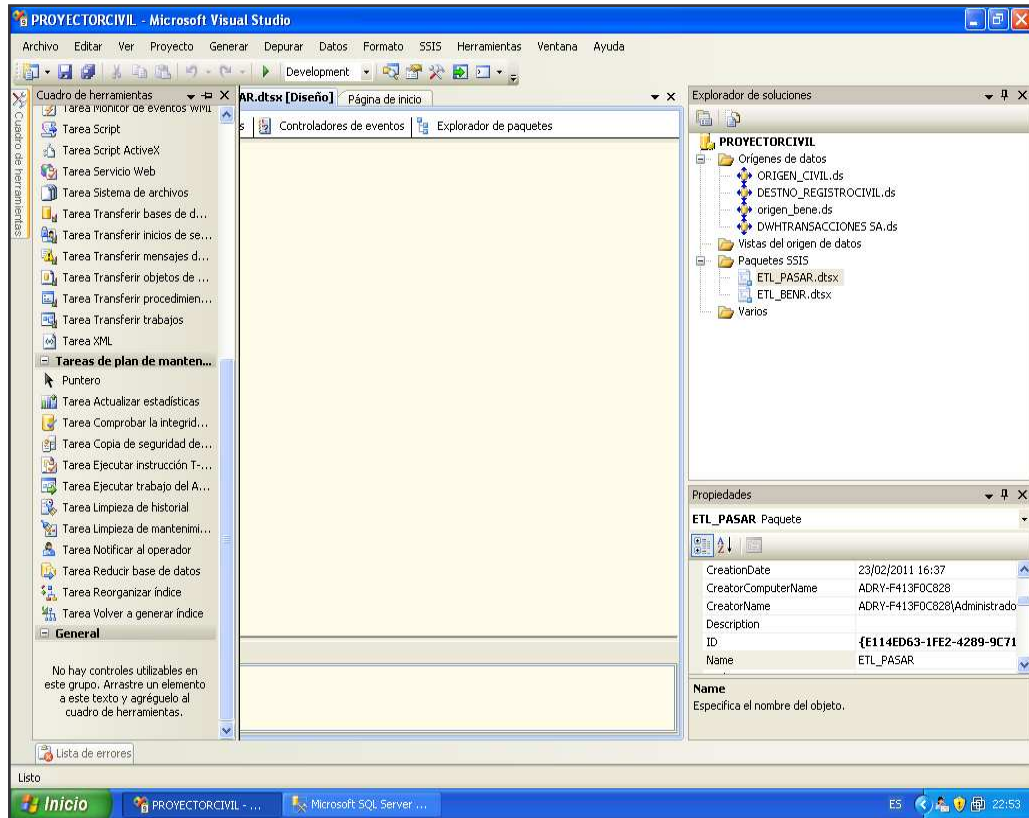 PROYECTORCIVIL - Microsoft Visual Studio
Archivo Editar Ver Proyecto Generar Depurar Datos Formato SSIS Herramientas Ventana Ayuda
Development
Cuadro de herramientas
Cuadro de herramientas
Tarea Monitor de eventos WMI
Tarea Script
Tarea Script ActiveX
Tarea Servicio Web
Tarea Sistema de archivos
Tarea Transferir bases de d...
Tarea Transferir inicios de se...
Tarea Transferir mensajes d...
Tarea Transferir objetos de ...
Tarea Transferir procedimien...
Tarea Transferir trabajos
Tarea XML
Tareas de plan de manten...
Puntero
Tarea Actualizar estadísticas
Tarea Comprobar la integrid...
Tarea Copia de seguridad de...
Tarea Ejecutar instrucción T-...
Tarea Ejecutar trabajo del A...
Tarea Limpieza de historial
Tarea Limpieza de mantenimi...
Tarea Notificar al operador
Tarea Reducir base de datos
Tarea Reorganizar índice
Tarea Volver a generar índice
General
No hay controles utilizables en
este grupo. Arrastre un elemento
a este texto y agréguelo al
cuadro de herramientas.
AR.dtsx [Diseño] Página de inicio
s Controladores de eventos Explorador de paquetes
Explorador de soluciones
PROYECTORCIVIL
Orígenes de datos
ORIGEN_CIVIL.ds
DESTNO_REGISTROCIVIL.ds
origen_bene.ds
DWHTRANSACCIONES SA.ds
Vistas del origen de datos
Paquetes SSIS
ETL_PASAR.dtsx
ETL_BENR.dtsx
Varios
Propiedades
ETL_PASAR Paquete
CreationDate 23/02/2011 16:37
CreatorComputerName ADRY-F413F0C828
CreatorName ADRY-F413F0C828\Administrado
Description
ID {E114ED63-1FE2-4289-9C71
Name ETL_PASAR
Name
Especifica el nombre del objeto.
Lista de errores
Listo
Inicio PROYECTORCIVIL - ... Microsoft SQL Server ... ES 22:53